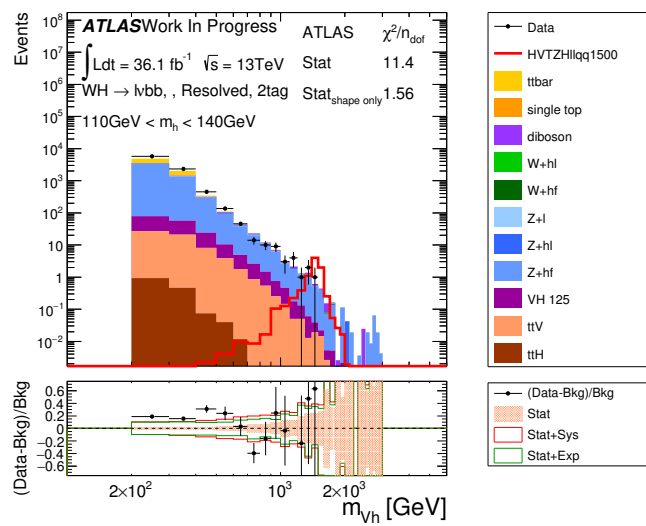 ATLAS Work In Progress
∫Ldt = 36.1 fb⁻¹ √s = 13TeV
WH → lνbb, , Resolved, 2tag
110GeV < mₕ < 140GeV
ATLAS χ²/n_dof
Stat 11.4
Stat_shape only 1.56
Events
10⁸
10⁷
10⁶
10⁵
10⁴
10³
10²
10
1
10⁻¹
10⁻²
Data
HVTZHllqq1500
ttbar
single top
diboson
W+hl
W+hf
Z+l
Z+hl
Z+hf
VH 125
ttV
ttH
(Data-Bkg)/Bkg
0.6
0.4
0.2
0
−0.2
−0.4
−0.6
2×10² 10³ 2×10³
m_Vh [GeV]
(Data-Bkg)/Bkg
Stat
Stat+Sys
Stat+Exp